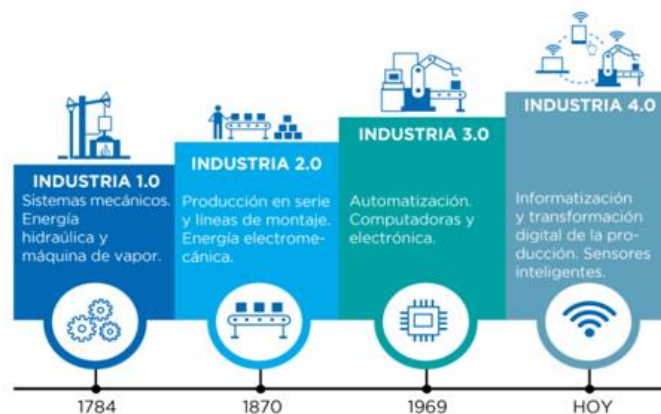 INDUSTRIA 1.0
Sistemas mecánicos.
Energía
hidraúlica y
máquina de vapor.
INDUSTRIA 2.0
Producción en serie
y líneas de montaje.
Energía electrome-
cánica.
INDUSTRIA 3.0
Automatización.
Computadoras y
electrónica.
INDUSTRIA 4.0
Informatización
y transformación
digital de la pro-
ducción. Sensores
inteligentes.
1784
1870
1969
HOY